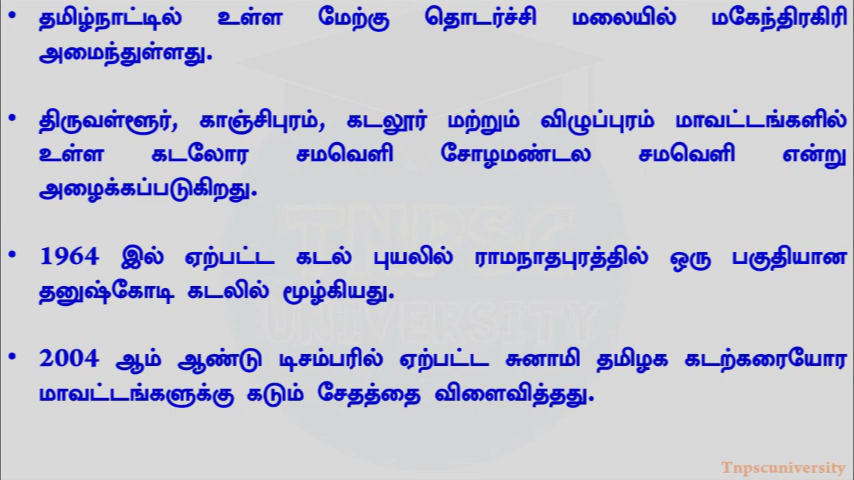 • தமிழ்நாட்டில் உள்ள மேற்கு தொடர்ச்சி மலையில் மகேந்திரகிரி
அமைந்துள்ளது.
• திருவள்ளூர், காஞ்சிபுரம், கடலூர் மற்றும் விழுப்புரம் மாவட்டங்களில்
உள்ள கடலோர சமவெளி சோழமண்டல சமவெளி என்று
அழைக்கப்படுகிறது.
• 1964 இல் ஏற்பட்ட கடல் புயலில் ராமநாதபுரத்தில் ஒரு பகுதியான
தனுஷ்கோடி கடலில் மூழ்கியது.
• 2004 ஆம் ஆண்டு டிசம்பரில் ஏற்பட்ட சுனாமி தமிழக கடற்கரையோர
மாவட்டங்களுக்கு கடும் சேதத்தை விளைவித்தது.
TNPSC
UNIVERSITY
Tnpscuniversity